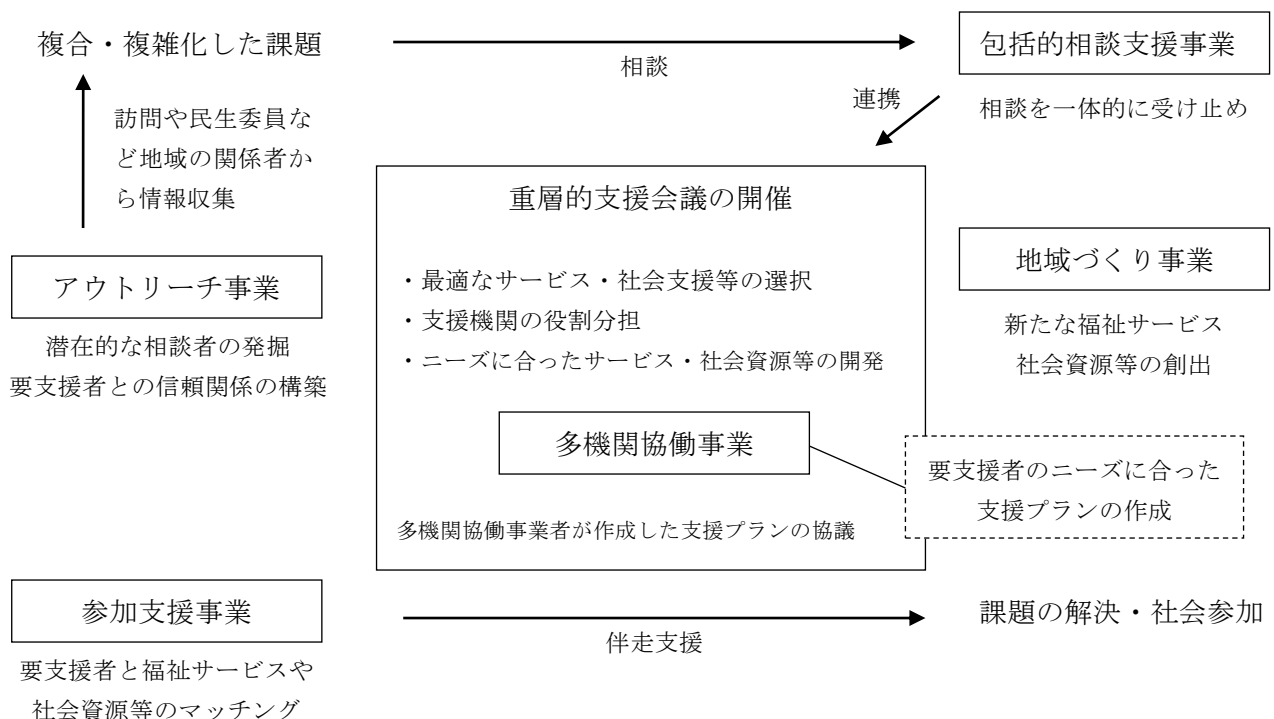 複合・複雑化した課題
相談
包括的相談支援事業
連携
相談を一体的に受け止め
訪問や民生委員な
ど地域の関係者か
ら情報収集
重層的支援会議の開催
・最適なサービス・社会支援等の選択
・支援機関の役割分担
・ニーズに合ったサービス・社会資源等の開発
多機関協働事業
多機関協働事業者が作成した支援プランの協議
アウトリーチ事業
潜在的な相談者の発掘
要支援者との信頼関係の構築
地域づくり事業
新たな福祉サービス
社会資源等の創出
要支援者のニーズに合った
支援プランの作成
参加支援事業
要支援者と福祉サービスや
社会資源等のマッチング
伴走支援
課題の解決・社会参加